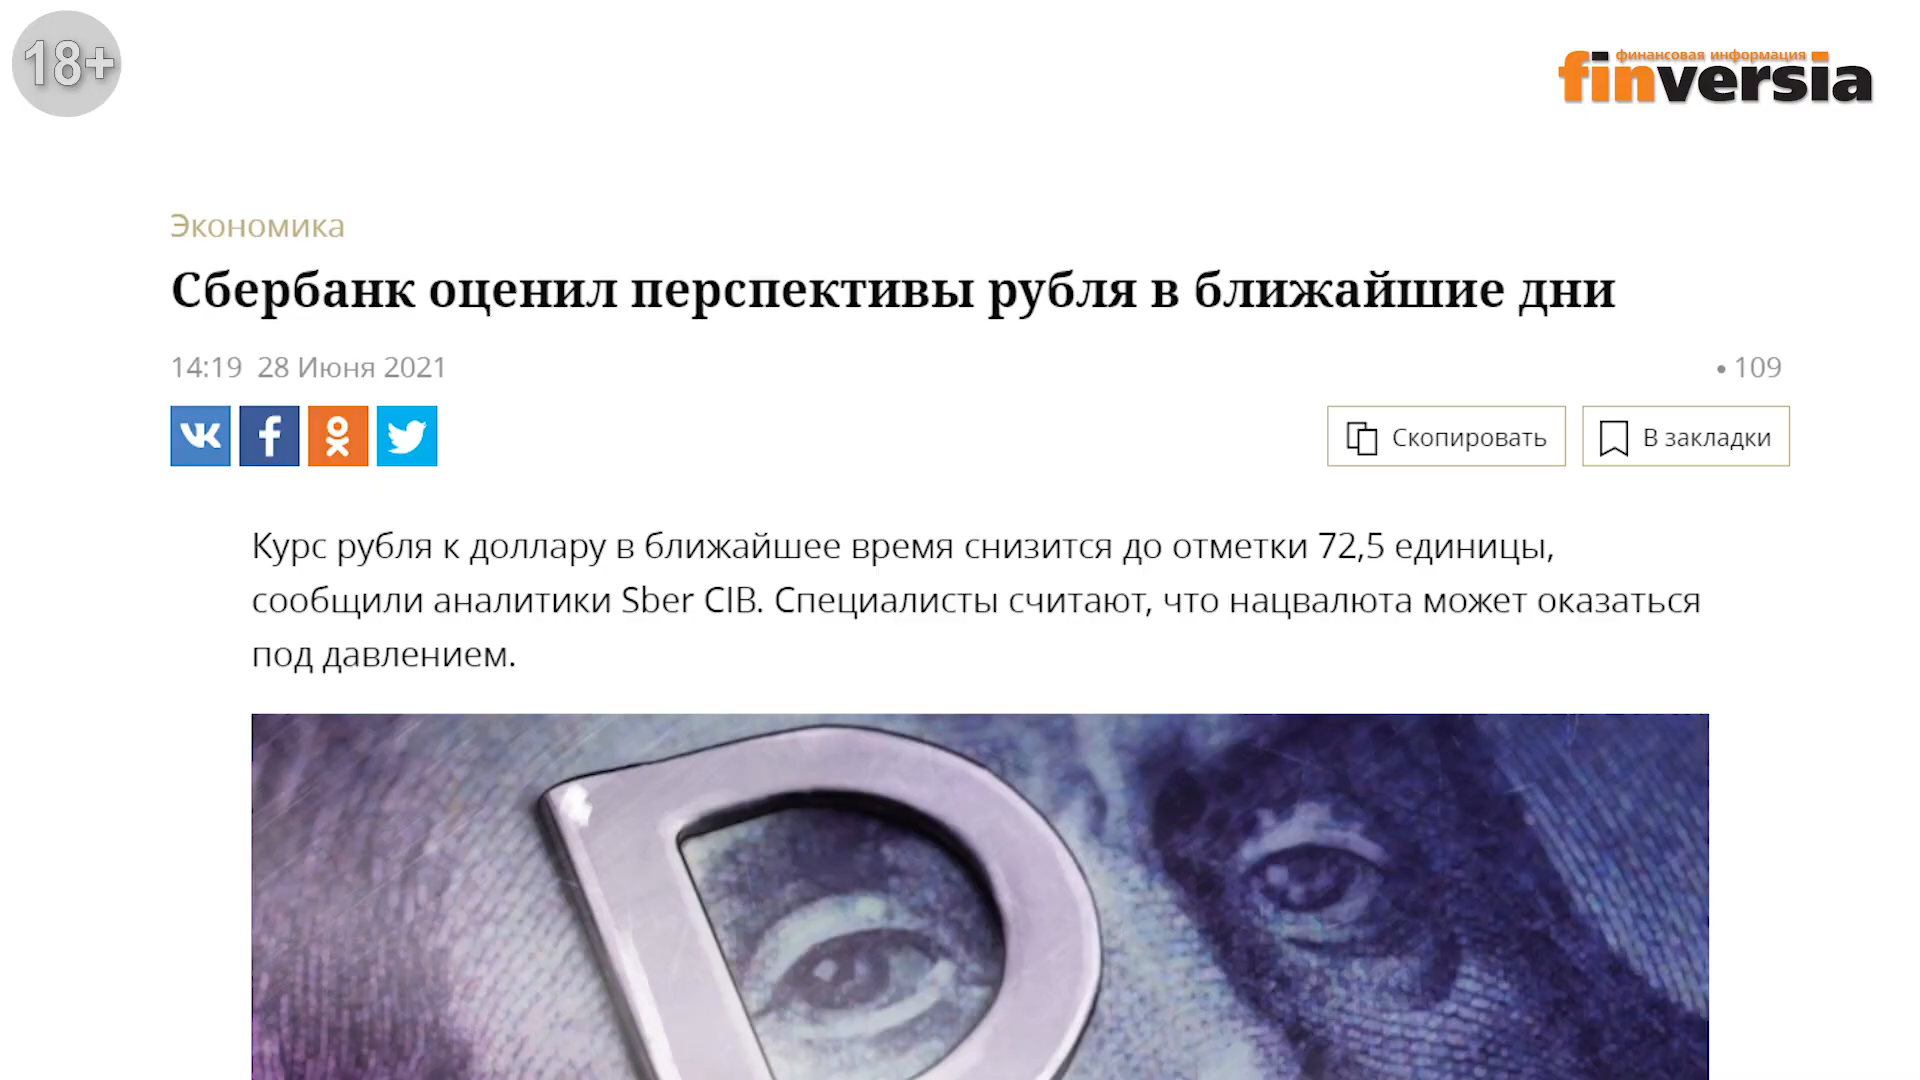 18+
финансовая информация
finversia
Экономика
Сбербанк оценил перспективы рубля в ближайшие дни
14:19 28 Июня 2021
• 109
Скопировать
В закладки
Курс рубля к доллару в ближайшее время снизится до отметки 72,5 единицы,
сообщили аналитики Sber CIB. Специалисты считают, что нацвалюта может оказаться
под давлением.